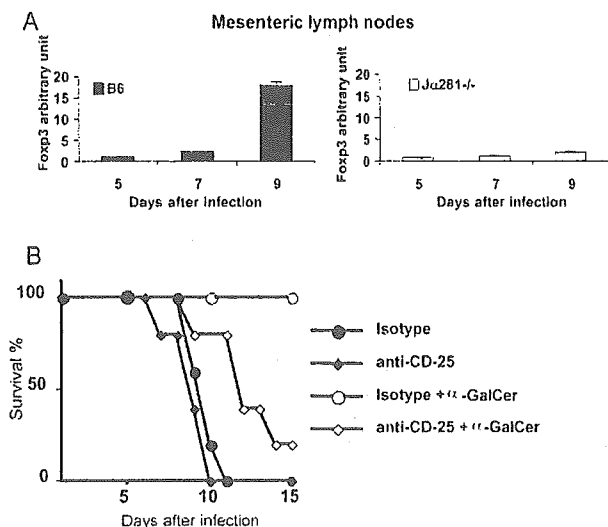 A
Mesenteric lymph nodes
Foxp3 arbitrary unit
20
15
10
5
0
B6
5 7 9
Days after infection
Foxp3 arbitrary unit
20
15
10
5
0
Jα281-/-
5 7 9
Days after infection
B
Survival %
100
50
0
5 10 15
Days after infection
Isotype
anti-CD-25
Isotype + α-GalCer
anti-CD-25 + α-GalCer